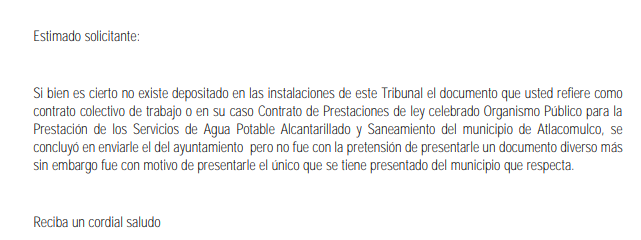 Estimado solicitante:
Si bien es cierto no existe depositado en las instalaciones de este Tribunal el documento que usted refiere como
contrato colectivo de trabajo o en su caso Contrato de Prestaciones de ley celebrado Organismo Público para la
Prestación de los Servicios de Agua Potable Alcantarillado y Saneamiento del municipio de Atlacomulco, se
concluyó en enviarle el del ayuntamiento pero no fue con la pretensión de presentarle un documento diverso más
sin embargo fue con motivo de presentarle el único que se tiene presentado del municipio que respecta.
Reciba un cordial saludo